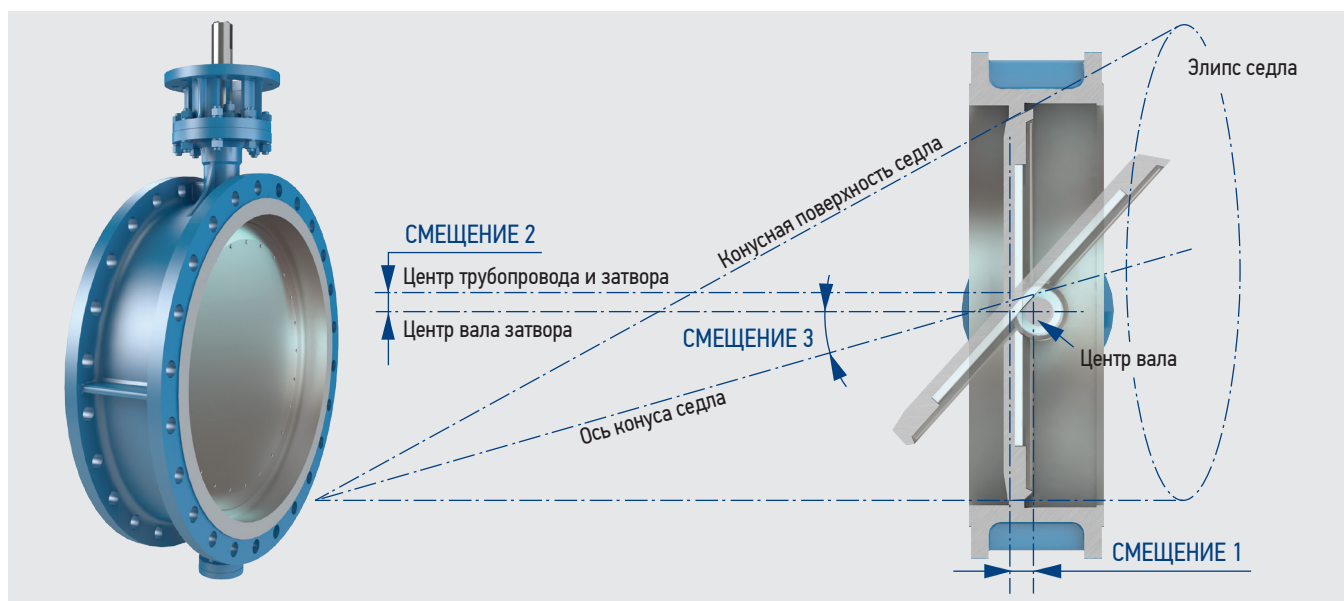 Элипс седла
Конусная поверхность седла
СМЕЩЕНИЕ 2
Центр трубопровода и затвора
Центр вала затвора
СМЕЩЕНИЕ 3
Центр вала
Ось конуса седла
СМЕЩЕНИЕ 1